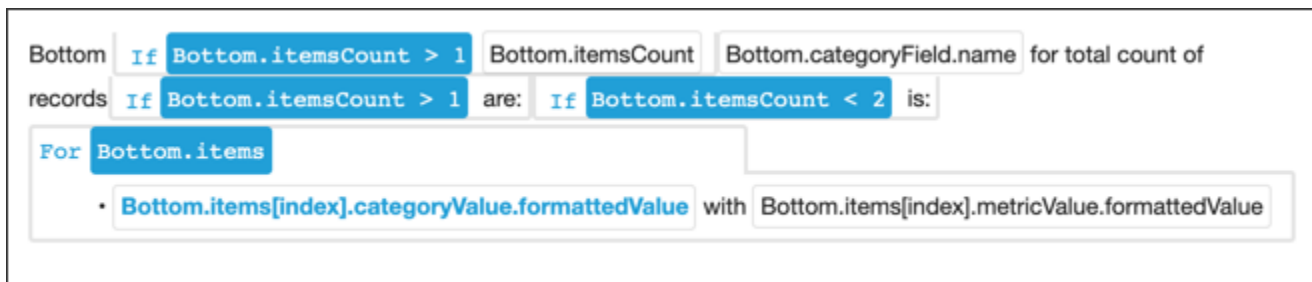 Bottom If Bottom.itemsCount > 1 Bottom.itemsCount Bottom.categoryField.name for total count of
records If Bottom.itemsCount > 1 are: If Bottom.itemsCount < 2 is:
For Bottom.items
• Bottom.items[index].categoryValue.formattedValue with Bottom.items[index].metricValue.formattedValue